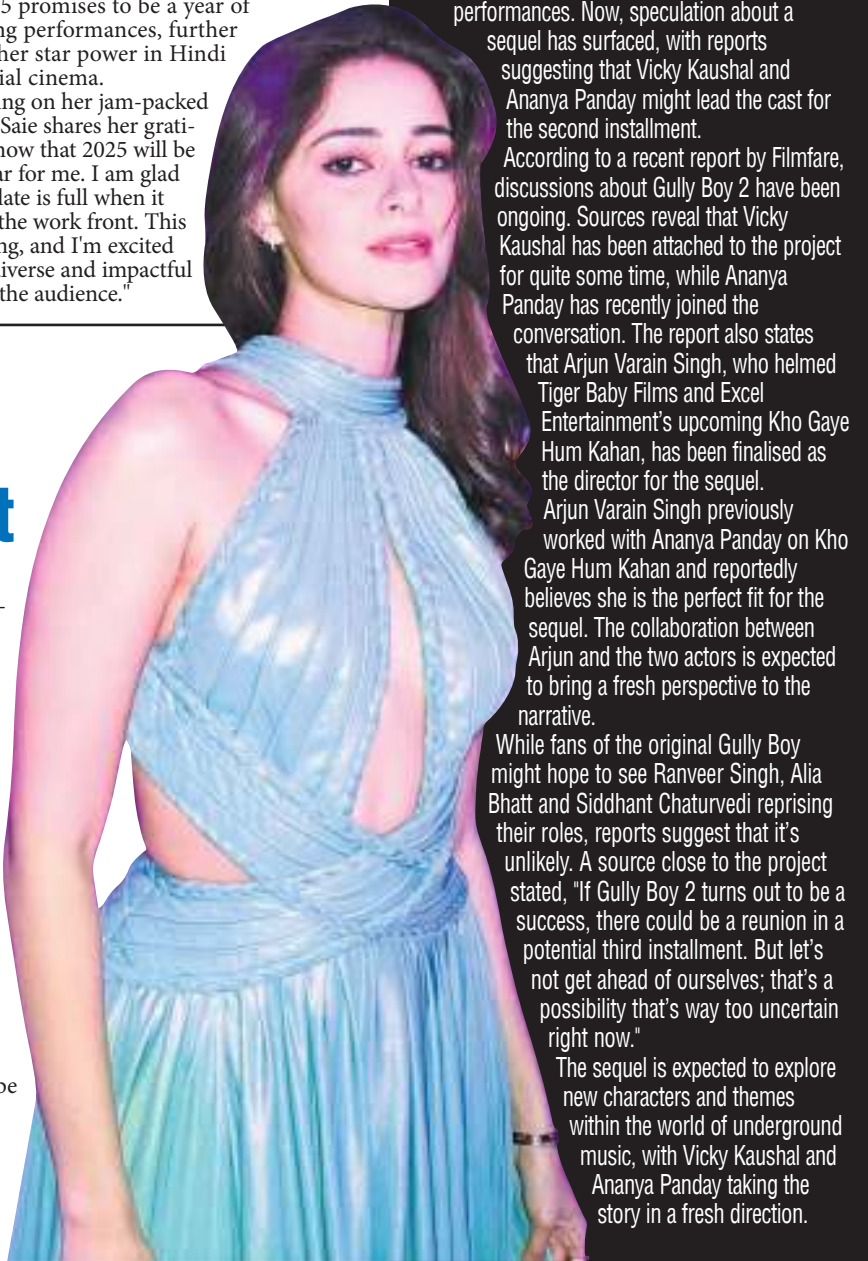 5 promises to be a year of
ng performances, further
her star power in Hindi
ial cinema.
ing on her jam-packed
Saie shares her grati-
now that 2025 will be
ar for me. I am glad
late is full when it
the work front. This
ng, and I'm excited
iverse and impactful
the audience."
t
-
be
performances. Now, speculation about a
sequel has surfaced, with reports
suggesting that Vicky Kaushal and
Ananya Panday might lead the cast for
the second installment.
According to a recent report by Filmfare,
discussions about Gully Boy 2 have been
ongoing. Sources reveal that Vicky
Kaushal has been attached to the project
for quite some time, while Ananya
Panday has recently joined the
conversation. The report also states
that Arjun Varain Singh, who helmed
Tiger Baby Films and Excel
Entertainment's upcoming Kho Gaye
Hum Kahan, has been finalised as
the director for the sequel.
Arjun Varain Singh previously
worked with Ananya Panday on Kho
Gaye Hum Kahan and reportedly
believes she is the perfect fit for the
sequel. The collaboration between
Arjun and the two actors is expected
to bring a fresh perspective to the
narrative.
While fans of the original Gully Boy
might hope to see Ranveer Singh, Alia
Bhatt and Siddhant Chaturvedi reprising
their roles, reports suggest that it's
unlikely. A source close to the project
stated, "If Gully Boy 2 turns out to be a
success, there could be a reunion in a
potential third installment. But let's
not get ahead of ourselves; that's a
possibility that's way too uncertain
right now."
The sequel is expected to explore
new characters and themes
within the world of underground
music, with Vicky Kaushal and
Ananya Panday taking the
story in a fresh direction.